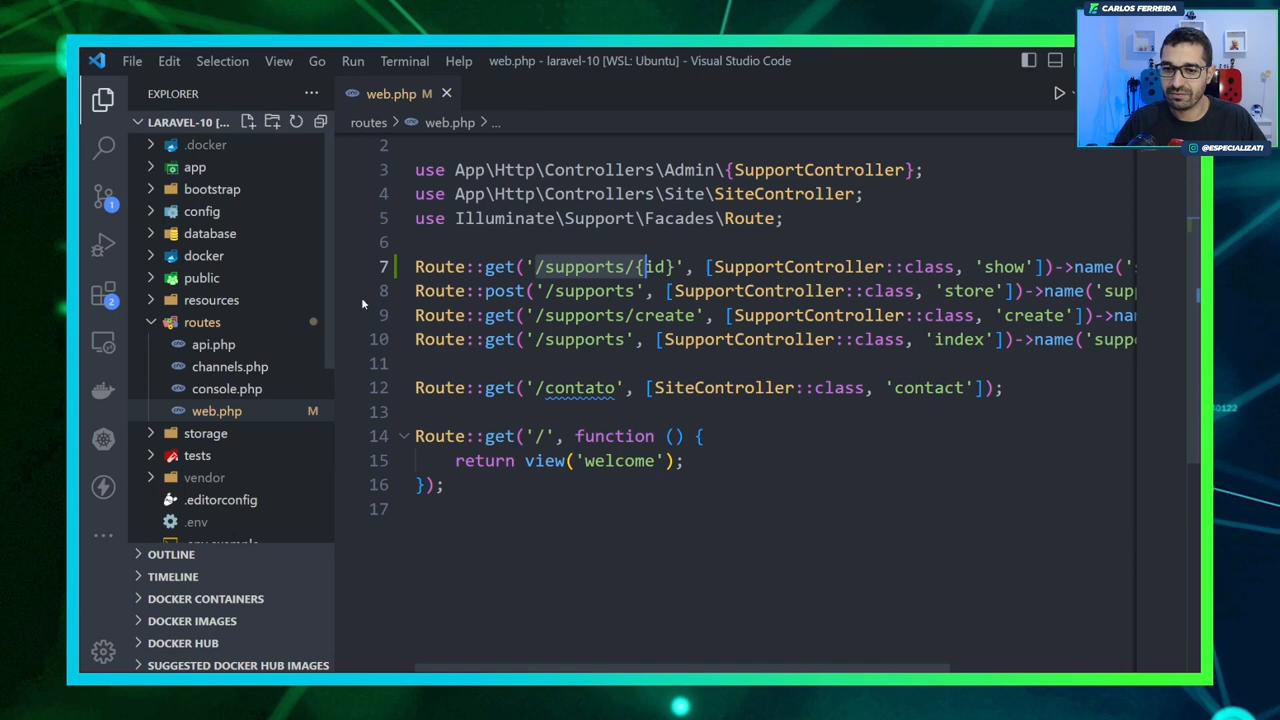 CARLOS FERREIRA
@ESPECIALIZATI
File Edit Selection View Go Run Terminal Help web.php - laravel-10 [WSL: Ubuntu] - Visual Studio Code
EXPLORER
web.php M
LARAVEL-10 [...
routes > web.php > ...
.docker
app
bootstrap
config
database
docker
public
resources
routes
api.php
channels.php
console.php
web.php M
storage
tests
vendor
.editorconfig
.env
OUTLINE
TIMELINE
DOCKER CONTAINERS
DOCKER IMAGES
DOCKER HUB
SUGGESTED DOCKER HUB IMAGES
1
2
2
3 use App\Http\Controllers\Admin\{SupportController};
4 use App\Http\Controllers\Site\SiteController;
5 use Illuminate\Support\Facades\Route;
6
7 Route::get('/supports/{id}', [SupportController::class, 'show'])->name('s
8 Route::post('/supports', [SupportController::class, 'store'])->name('sup
9 Route::get('/supports/create', [SupportController::class, 'create'])->na
10 Route::get('/supports', [SupportController::class, 'index'])->name('supp
11
12 Route::get('/contato', [SiteController::class, 'contact']);
13
14 Route::get('/', function () {
15 return view('welcome');
16 });
17